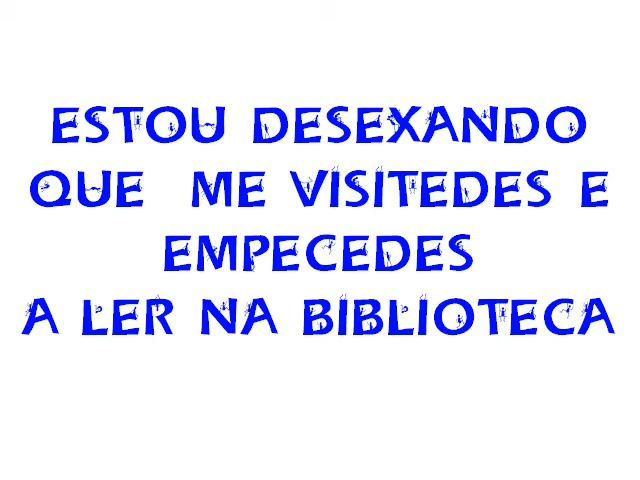 ESTOU DESEXANDO
QUE ME VISITEDES E
EMPECEDES
A LER NA BIBLIOTECA